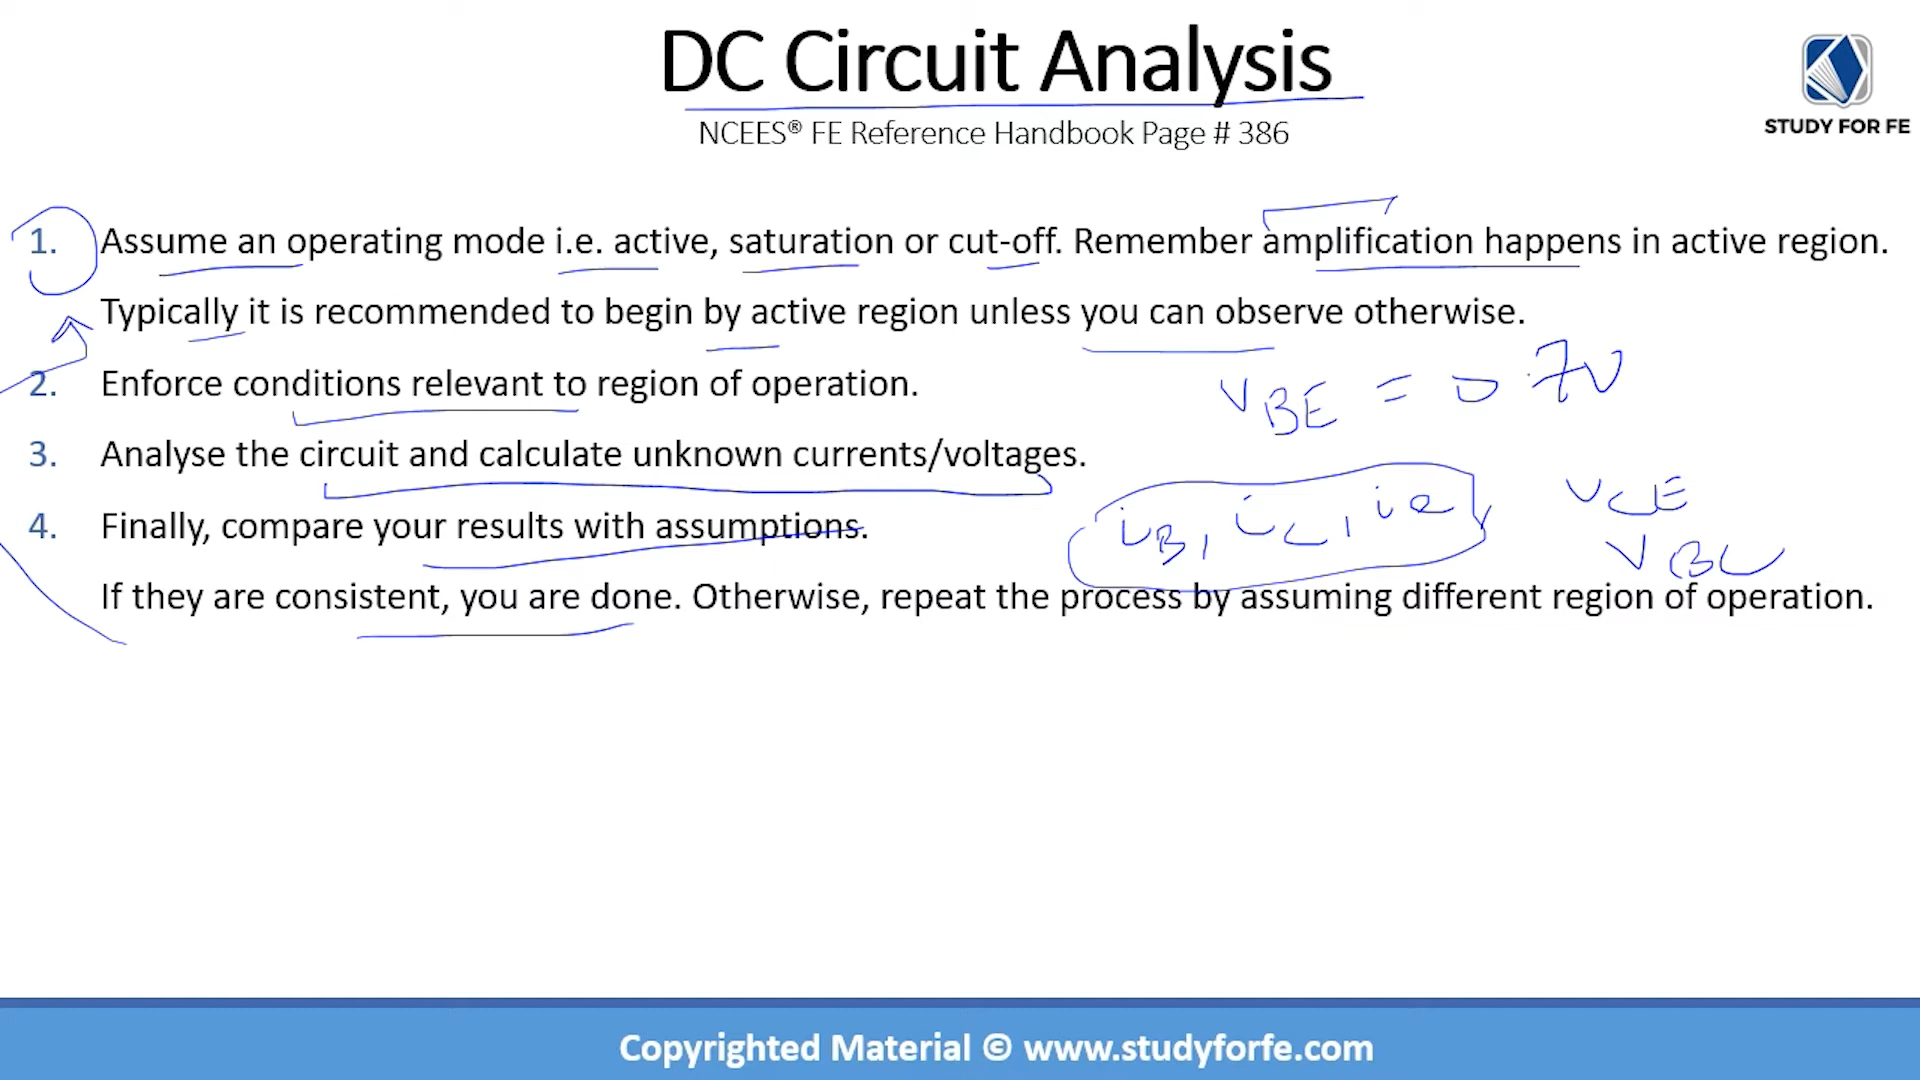 DC Circuit Analysis
NCEES® FE Reference Handbook Page # 386
STUDY FOR FE
1. Assume an operating mode i.e. active, saturation or cut-off. Remember amplification happens in active region.
Typically it is recommended to begin by active region unless you can observe otherwise.
2. Enforce conditions relevant to region of operation.
VBE = 0.7V
3. Analyse the circuit and calculate unknown currents/voltages.
iB, iC, iE
VCE
4. Finally, compare your results with assumptions.
VBC
If they are consistent, you are done. Otherwise, repeat the process by assuming different region of operation.
Copyrighted Material © www.studyforfe.com